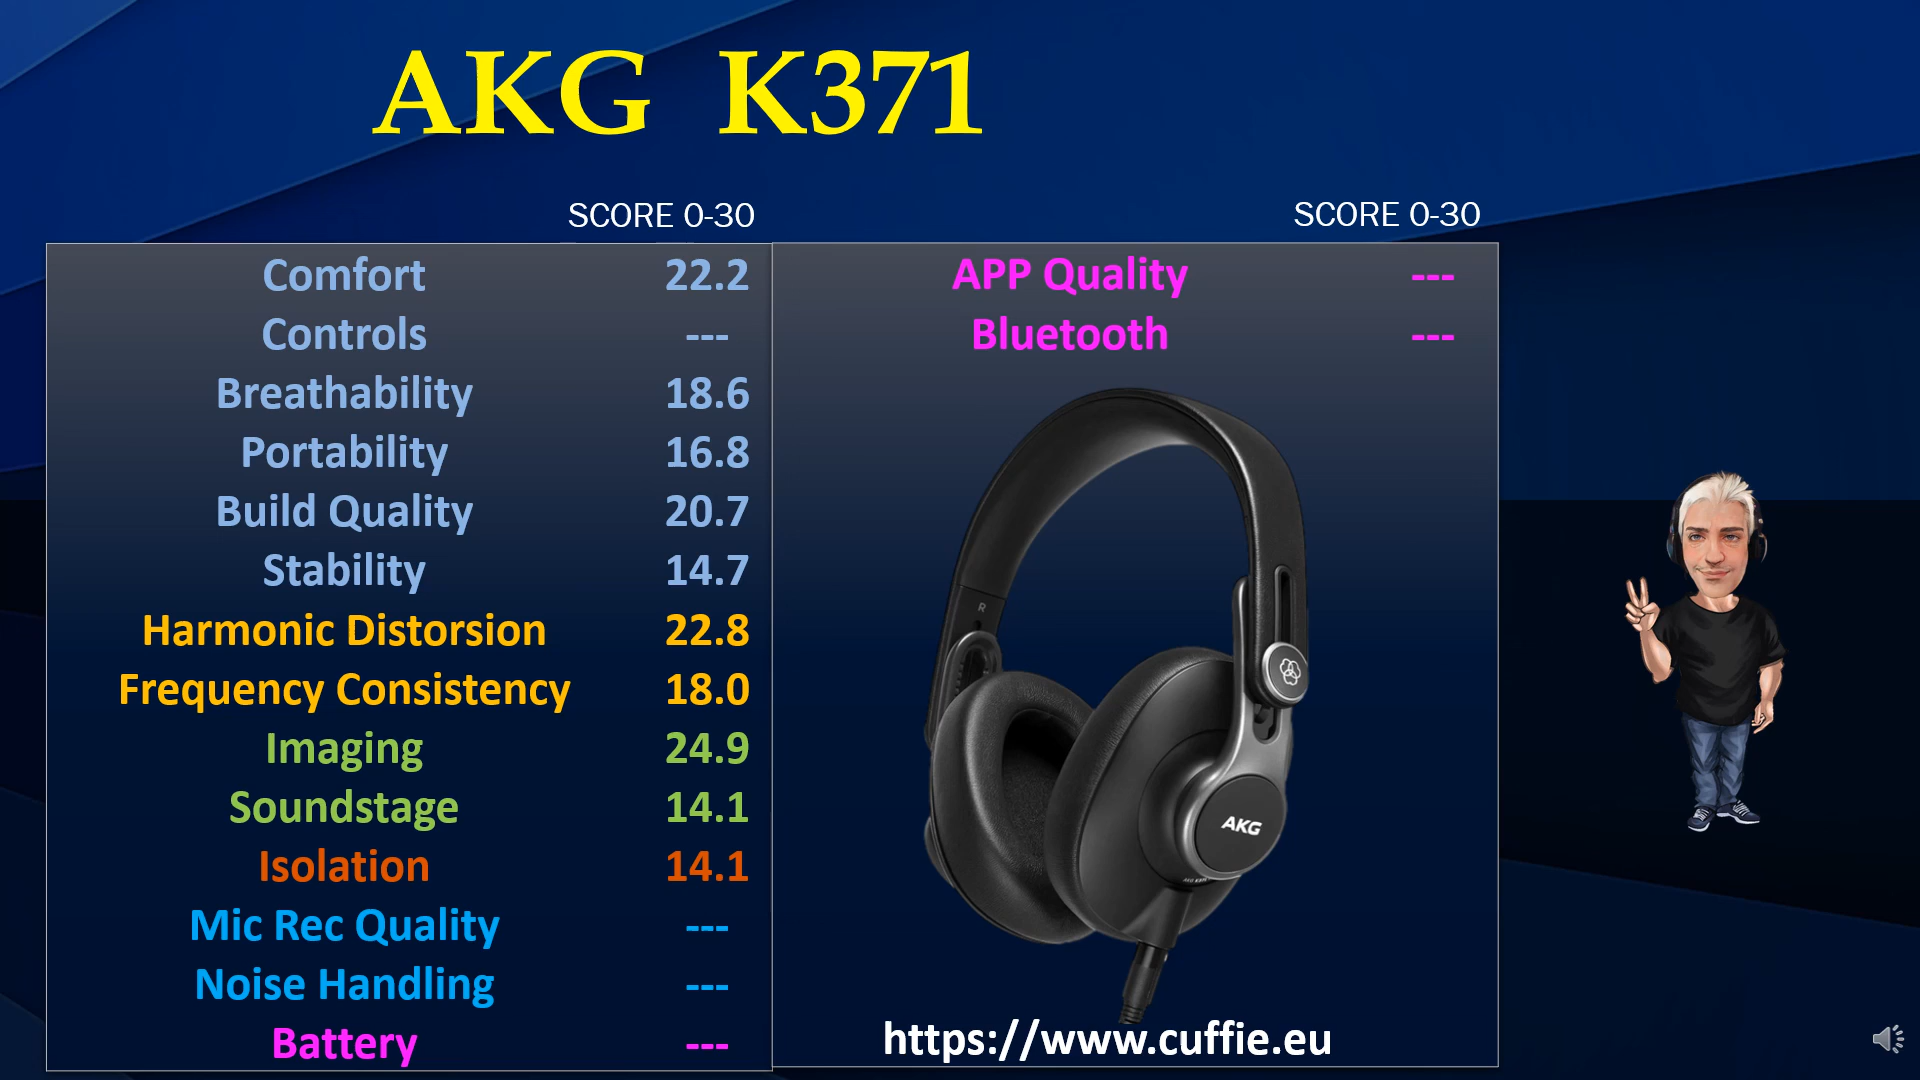 AKG K371
SCORE 0-30
SCORE 0-30
Comfort 22.2
Controls ---
Breathability 18.6
Portability 16.8
Build Quality 20.7
Stability 14.7
Harmonic Distorsion 22.8
Frequency Consistency 18.0
Imaging 24.9
Soundstage 14.1
Isolation 14.1
Mic Rec Quality ---
Noise Handling ---
Battery ---
APP Quality ---
Bluetooth ---
R
AKG
https://www.cuffie.eu